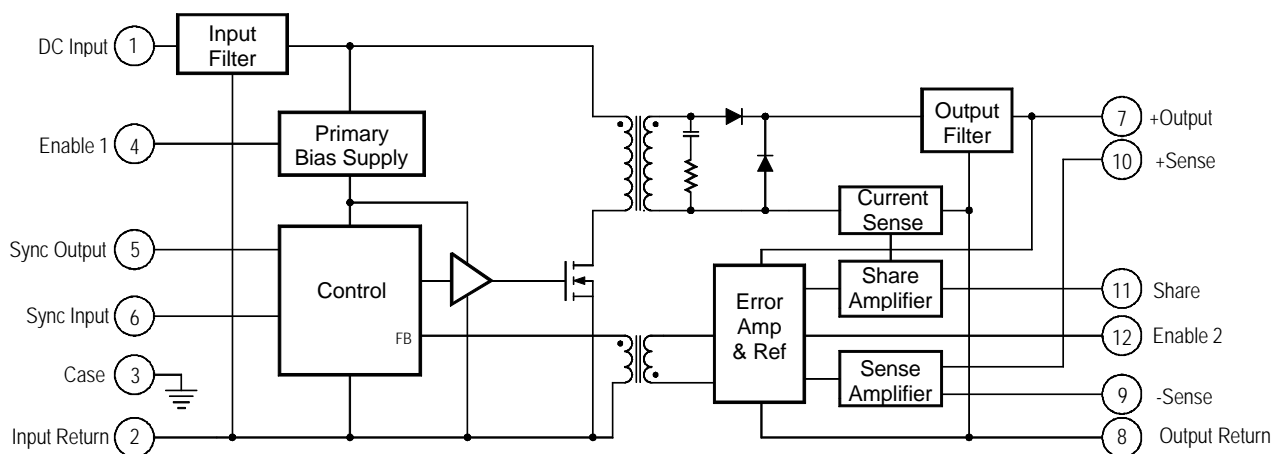 DC Input 1
Input
Filter
Enable 1 4
Primary
Bias Supply
Output
Filter
7 +Output
10 +Sense
Current
Sense
Sync Output 5
Control
Sync Input 6
FB
Error
Amp
& Ref
Share
Amplifier
11 Share
12 Enable 2
Case 3
Sense
Amplifier
9 -Sense
Input Return 2
8 Output Return